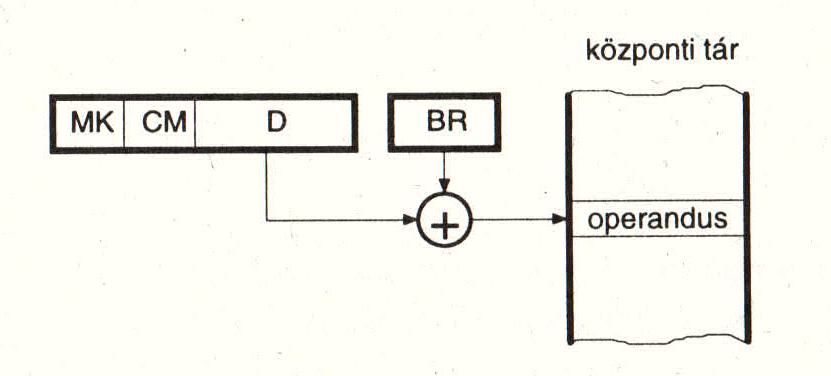 központi tár
MK CM D
BR
+
operandus